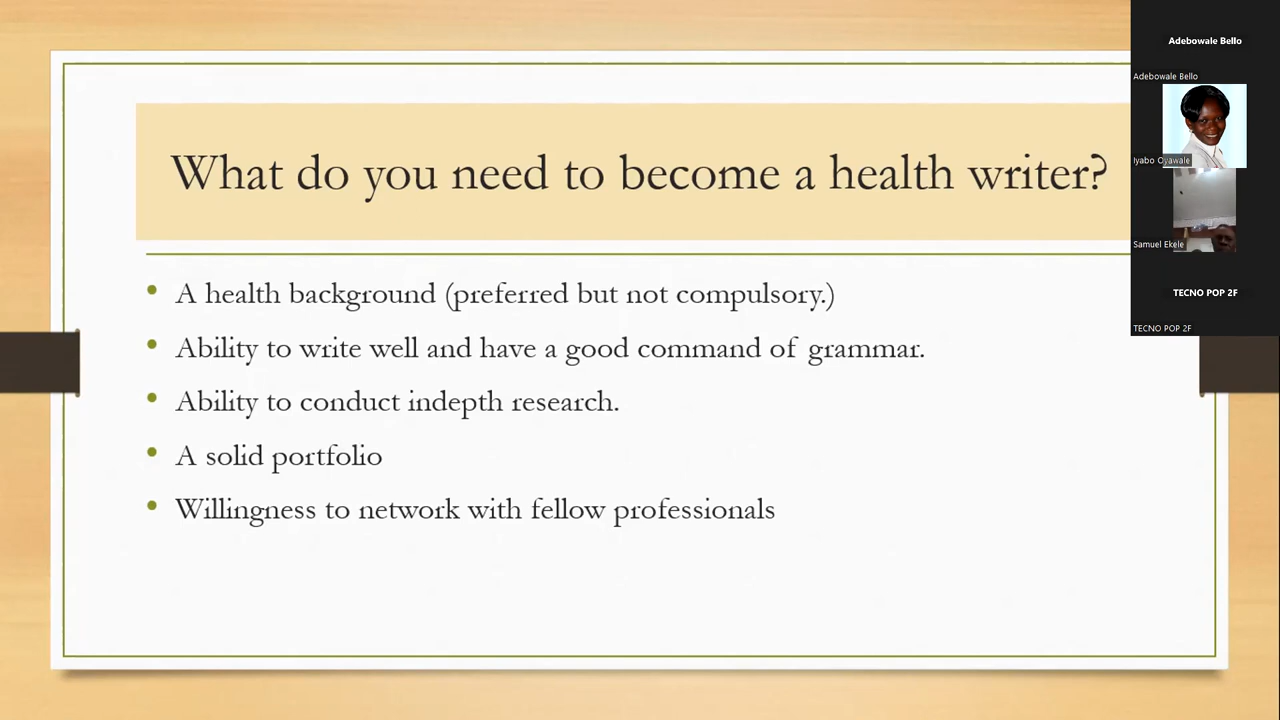 What do you need to become a health writer?
• A health background (preferred but not compulsory.)
• Ability to write well and have a good command of grammar.
• Ability to conduct indepth research.
• A solid portfolio
• Willingness to network with fellow professionals
Adebowale Bello
Adebowale Bello
Iyabo Oyawale
Samuel Ekele
TECNO POP 2F
TECNO POP 2F